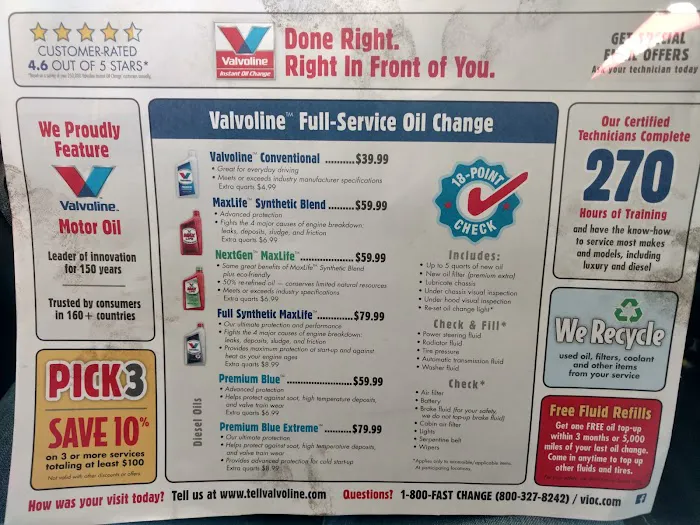 CUSTOMER-RATED
4.6 OUT OF 5 STARS*
Valvoline
Instant Oil Change
Done Right.
Right In Front of You.
GET SPECIAL
OFFERS
Ask your technician today
We Proudly
Feature
Valvoline™
Motor Oil
Leader of innovation
for 150 years
Trusted by consumers
in 160+ countries
PICK 3
SAVE 10%
on 3 or more services
totaling at least $100
Not valid with other discounts or offers.
Valvoline™ Full-Service Oil Change
Valvoline™ Conventional ..........$39.99
• Great for everyday driving
• Meets or exceeds industry manufacturer specifications
Extra quarts $4.99
MaxLife™ Synthetic Blend ..........$59.99
• Advanced protection
• Fights the 4 major causes of engine breakdown:
leaks, deposits, sludge, and friction
Extra quarts $6.99
NextGen™ MaxLife™ ..................$59.99
• Same great benefits of MaxLife™ Synthetic Blend
plus eco-friendly
• 50% re-refined oil — conserves limited natural resources
• Meets or exceeds industry specifications
Extra quarts $6.99
Full Synthetic MaxLife™ ............$79.99
• Our ultimate protection and performance
• Fights the 4 major causes of engine breakdown:
leaks, deposits, sludge, and friction
• Provides maximum protection at start-up and against
heat as your engine ages
Extra quarts $8.99
Diesel Oils
Premium Blue™ ........................$59.99
• Advanced protection
• Helps protect against soot, high temperature deposits,
and valve train wear
Extra quarts $6.99
Premium Blue Extreme™ ............$79.99
• Our ultimate protection
• Helps protect against soot, high temperature deposits,
and valve train wear
• Provides advanced protection for cold startup
Extra quarts $8.99
18-POINT
CHECK
Includes:
• Up to 5 quarts of new oil
• New oil filter (premium extra)
• Lubricate chassis
• Under chassis visual inspection
• Under hood visual inspection
• Re-set oil change light*
Check & Fill*
• Power steering fluid
• Radiator fluid
• Tire pressure
• Automatic transmission fluid
• Washer fluid
Check*
• Air filter
• Battery
• Brake fluid (for your safety,
we do not top-up brake fluid)
• Cabin air filter
• Lights
• Serpentine belt
• Wipers
*Applies only to resettable/applicable items.
At participating locations.
Our Certified
Technicians Complete
270
Hours of Training
and have the know-how
to service most makes
and models, including
luxury and diesel
We Recycle
used oil, filters, coolant
and other items
from your service
Free Fluid Refills
Get one FREE oil top-up
within 3 months or 5,000
miles of your last oil change.
Come in anytime to top up
other fluids and tires.
How was your visit today? Tell us at www.tellvalvoline.com Questions? 1-800-FAST CHANGE (800-327-8242) / vioc.com f